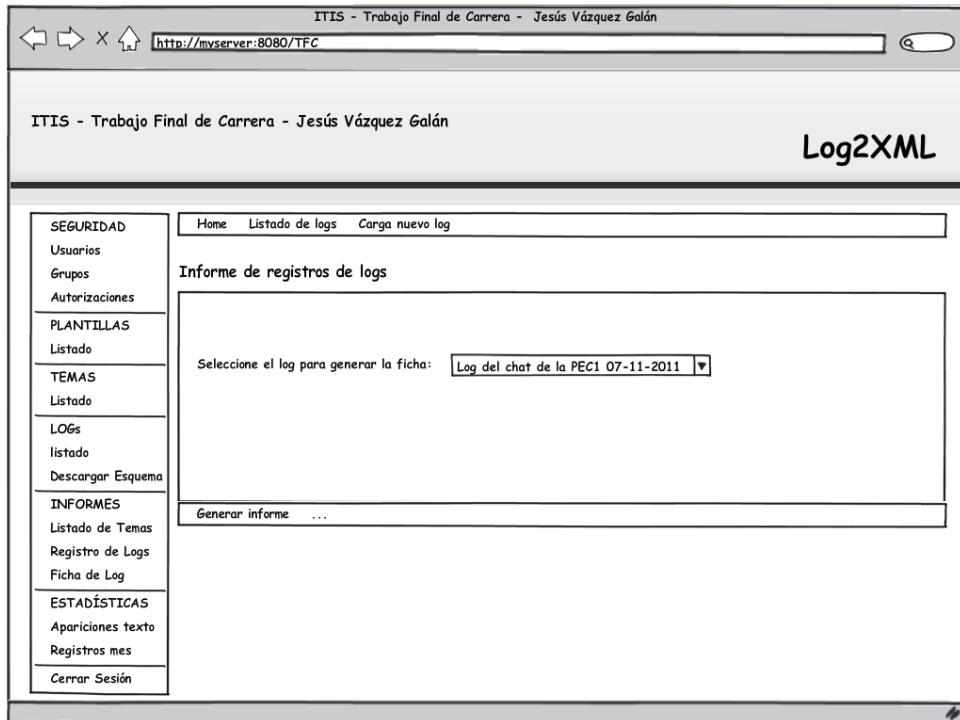 ITIS - Trabajo Final de Carrera - Jesús Vázquez Galán
http://myserver:8080/TFC
ITIS - Trabajo Final de Carrera - Jesús Vázquez Galán
Log2XML
SEGURIDAD
Usuarios
Grupos
Autorizaciones
PLANTILLAS
Listado
TEMAS
Listado
LOGs
listado
Descargar Esquema
INFORMES
Listado de Temas
Registro de Logs
Ficha de Log
ESTADÍSTICAS
Apariciones texto
Registros mes
Cerrar Sesión
Home Listado de logs Carga nuevo log
Informe de registros de logs
Seleccione el log para generar la ficha: Log del chat de la PEC1 07-11-2011
Generar informe ...